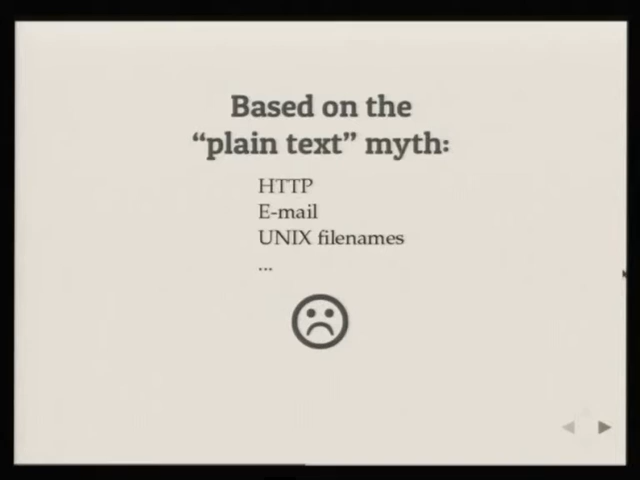 Based on the
“plain text” myth:
HTTP
E-mail
UNIX filenames
...